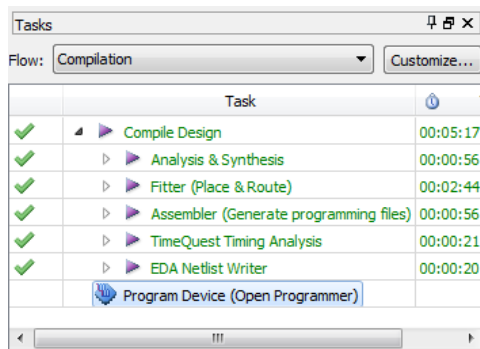 Tasks
Flow: Compilation Customize...
Task
Compile Design 00:05:17
Analysis & Synthesis 00:00:56
Fitter (Place & Route) 00:02:44
Assembler (Generate programming files) 00:00:56
TimeQuest Timing Analysis 00:00:21
EDA Netlist Writer 00:00:20
Program Device (Open Programmer)